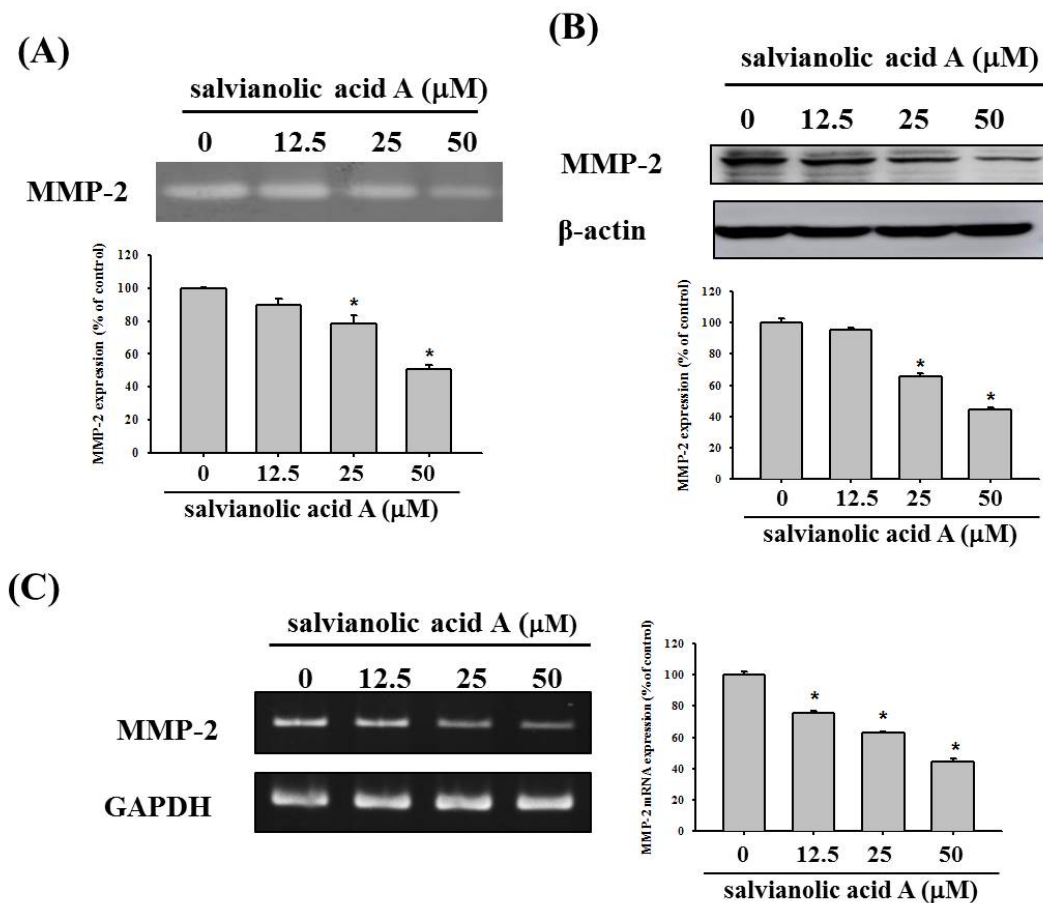 (A)
salvianolic acid A (μM)
0 12.5 25 50
MMP-2
MMP-2 expression (% of control)
120
100
80
60
40
20
0
*
*
0 12.5 25 50
salvianolic acid A (μM)
(B)
salvianolic acid A (μM)
0 12.5 25 50
MMP-2
β-actin
MMP-2 expression (% of control)
120
100
80
60
40
20
0
*
*
0 12.5 25 50
salvianolic acid A (μM)
(C)
salvianolic acid A (μM)
0 12.5 25 50
MMP-2
GAPDH
MMP-2 mRNA expression (% of control)
120
100
80
60
40
20
0
*
*
*
0 12.5 25 50
salvianolic acid A (μM)